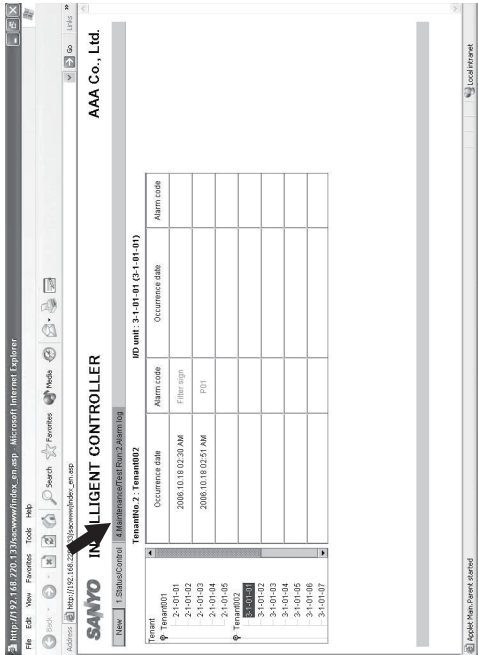 http://192.168.220.133/sacwww/index_en.asp - Microsoft Internet Explorer
File Edit View Favorites Tools Help
Back Search Favorites Media
Address http://192.168.220.133/sacwww/index_en.asp Go Links
SANYO INTELLIGENT CONTROLLER AAA Co., Ltd.
New 1 Status/Control 4.Maintenance/Test Run:2.Alarm log
TenantNo.2 : Tenant002 I/D unit : 3-1-01-01 (3-1-01-01)
Tenant
Tenant001
2-1-01-01
2-1-01-02
2-1-01-03
2-1-01-04
2-1-01-05
Tenant002
3-1-01-01
3-1-01-02
3-1-01-03
3-1-01-04
3-1-01-05
3-1-01-06
3-1-01-07
Occurrence date Alarm code Occurrence date Alarm code
2006.10.18 02:30 AM Filter sign
2006.10.18 02:51 AM P01
Applet Main.Parent started Local intranet